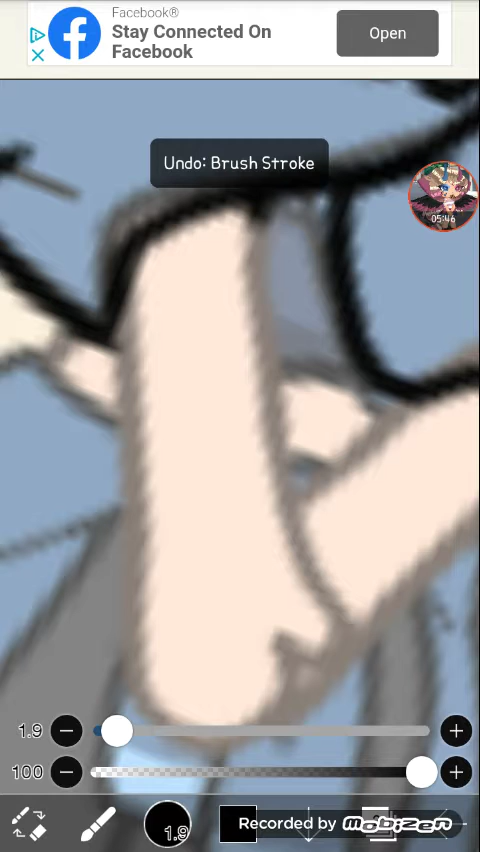 Facebook®
Stay Connected On
Facebook
Open
Undo: Brush Stroke
05:46
1.9
100
1.9
Recorded by mobizen